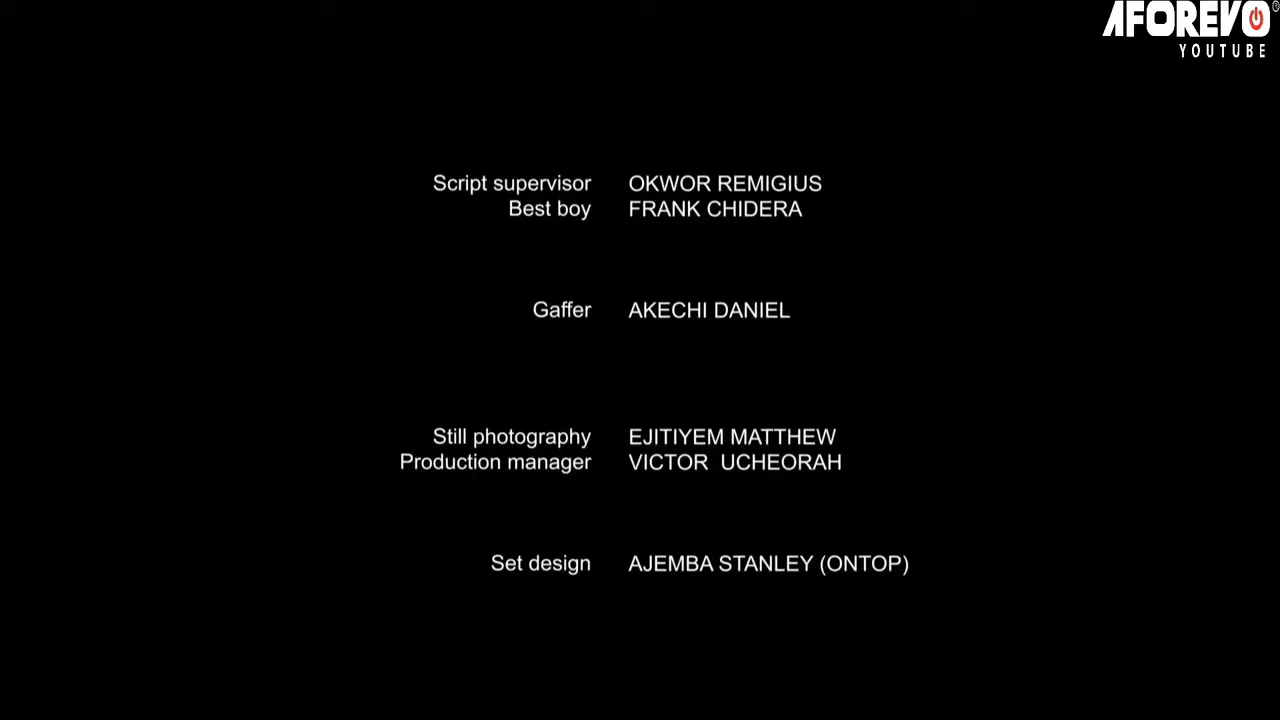 AFOREVO
YOUTUBE
Script supervisor OKWOR REMIGIUS
Best boy FRANK CHIDERA
Gaffer AKECHI DANIEL
Still photography EJITIYEM MATTHEW
Production manager VICTOR  UCHEORAH
Set design AJEMBA STANLEY (ONTOP)